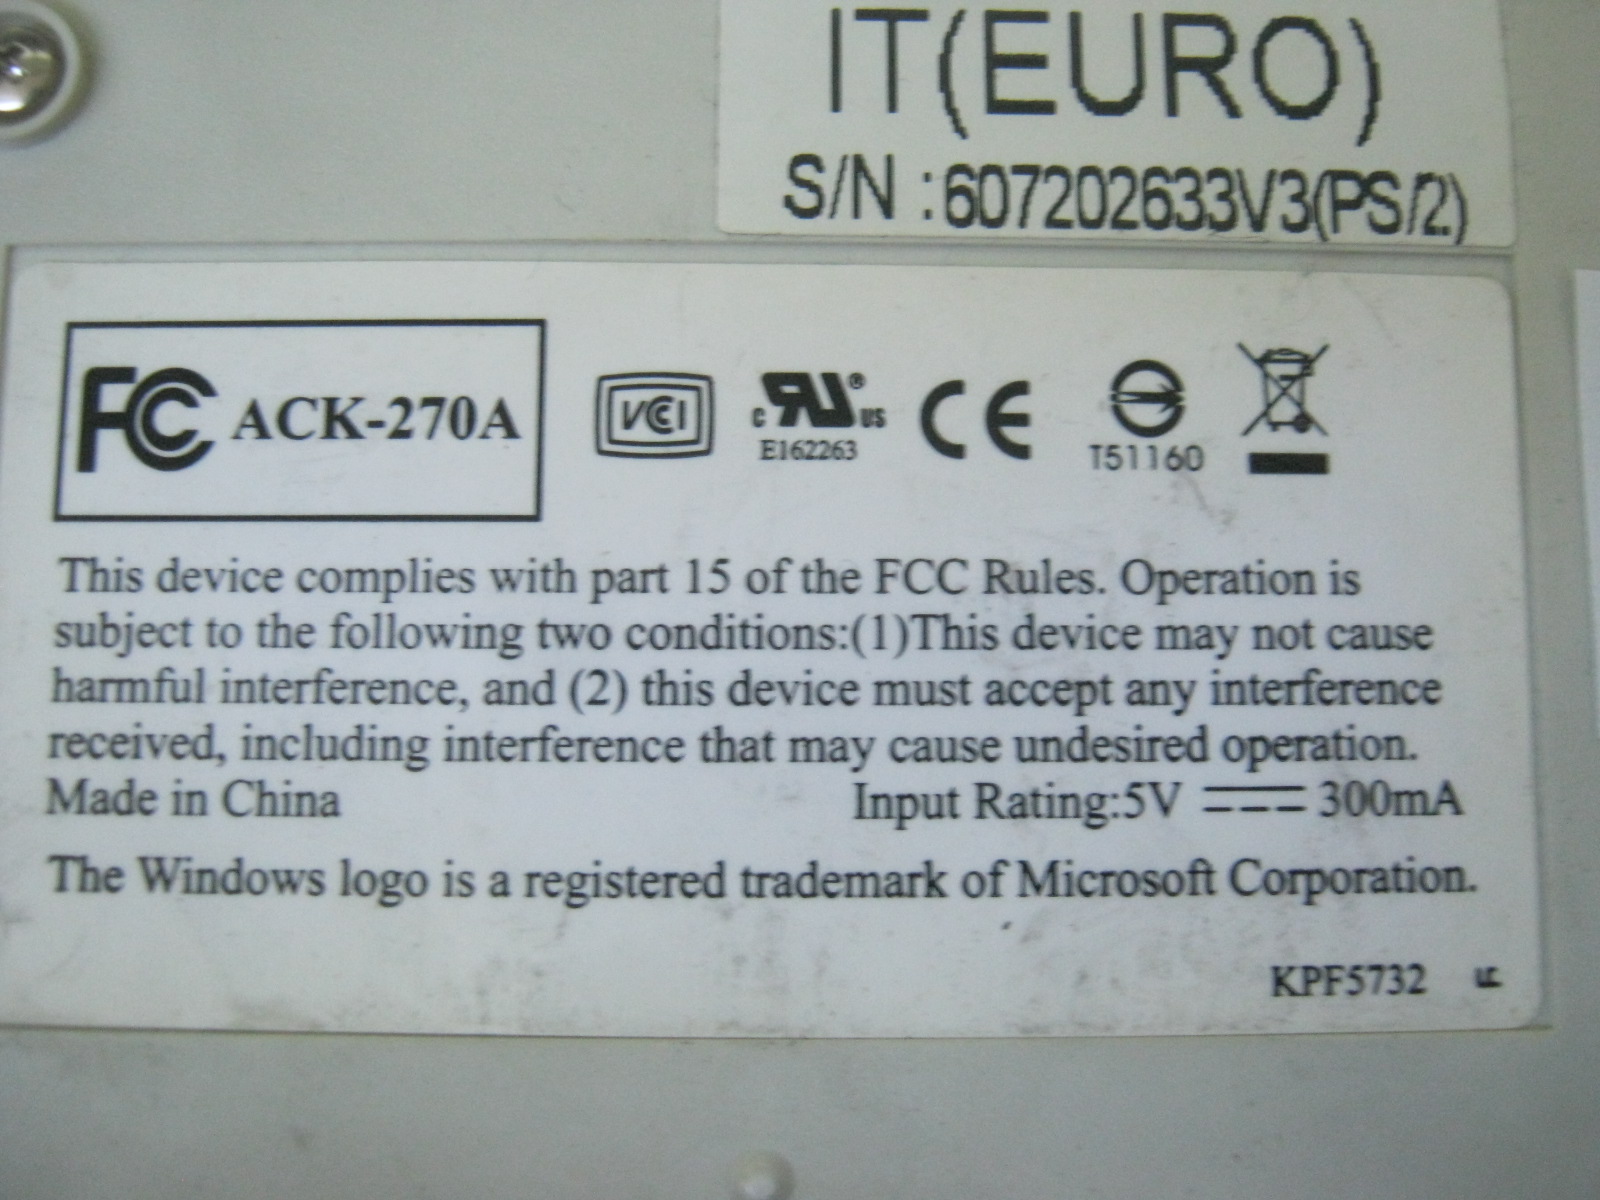 IT(EURO)
S/N :607202633V3(PS/2)
FC ACK-270A
VCI
c RU ® US
E162263
CE
T51160
This device complies with part 15 of the FCC Rules. Operation is
subject to the following two conditions:(1)This device may not cause
harmful interference, and (2) this device must accept any interference
received, including interference that may cause undesired operation.
Made in China
Input Rating:5V ⎓ 300mA
The Windows logo is a registered trademark of Microsoft Corporation.
KPF5732